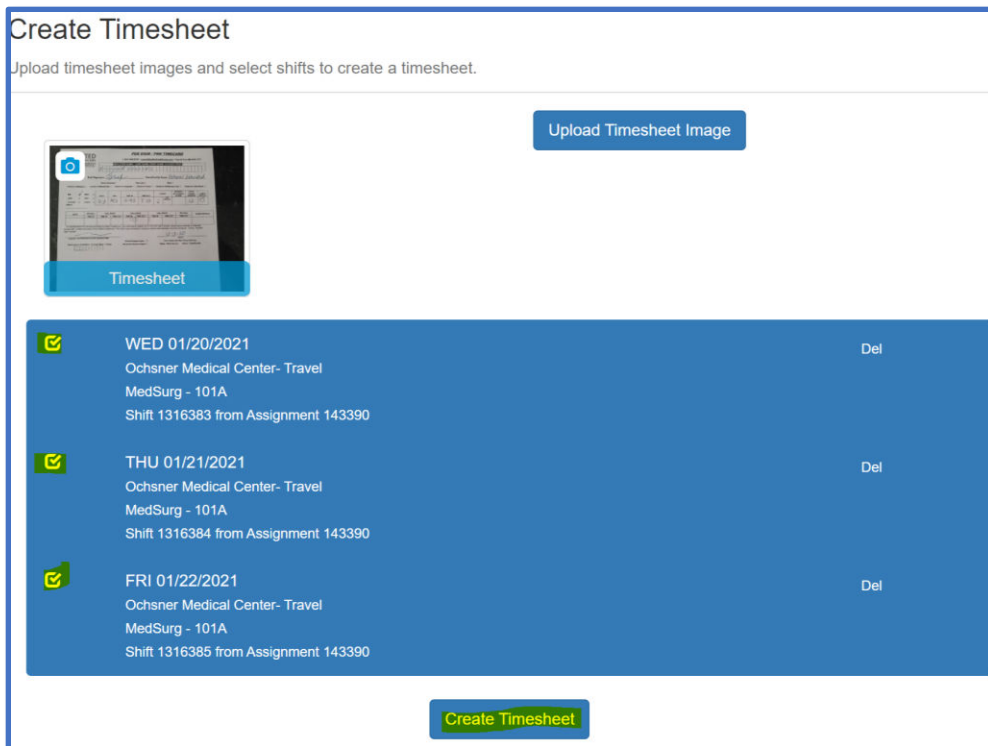 Create Timesheet
Upload timesheet images and select shifts to create a timesheet.
Upload Timesheet Image
Timesheet
WED 01/20/2021
Del
Ochsner Medical Center- Travel
MedSurg - 101A
Shift 1316383 from Assignment 143390
THU 01/21/2021
Del
Ochsner Medical Center- Travel
MedSurg - 101A
Shift 1316384 from Assignment 143390
FRI 01/22/2021
Del
Ochsner Medical Center- Travel
MedSurg - 101A
Shift 1316385 from Assignment 143390
Create Timesheet